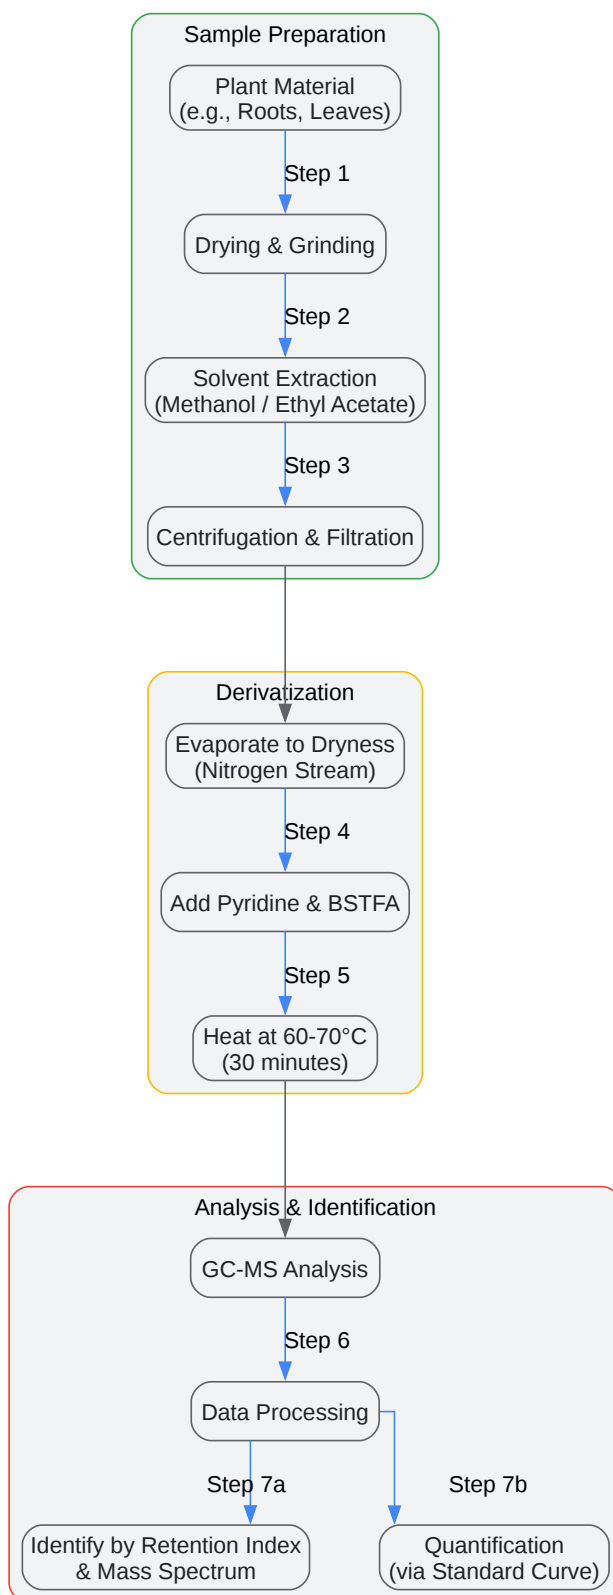 Sample Preparation
Plant Material
(e.g., Roots, Leaves)
Step 1
Drying & Grinding
Step 2
Solvent Extraction
(Methanol / Ethyl Acetate)
Step 3
Centrifugation & Filtration
Derivatization
Evaporate to Dryness
(Nitrogen Stream)
Step 4
Add Pyridine & BSTFA
Step 5
Heat at 60-70°C
(30 minutes)
Analysis & Identification
GC-MS Analysis
Step 6
Data Processing
Step 7a
Step 7b
Identify by Retention Index
& Mass Spectrum
Quantification
(via Standard Curve)